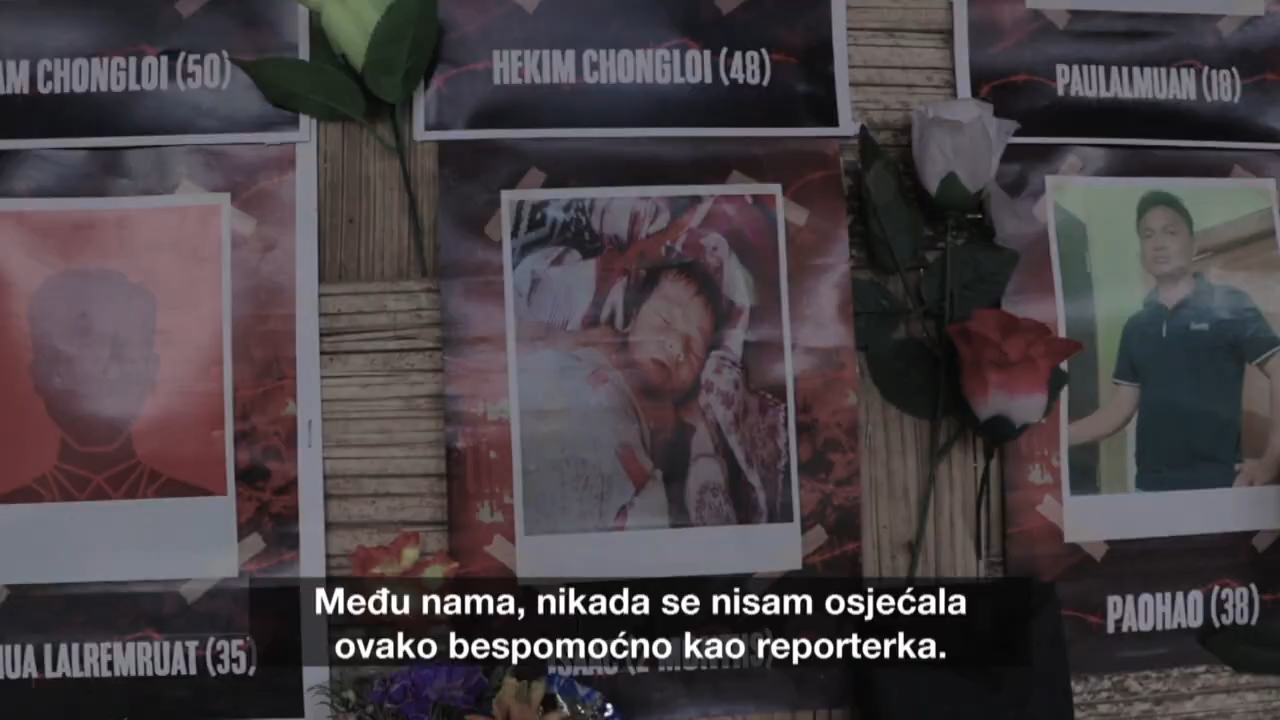 AM CHONGLOI (50)
HEKIM CHONGLOI (48)
PAULALMUAN (18)
UA LALREMRUAT (35)
PAOHAO (38)
Među nama, nikada se nisam osjećala
ovako bespomoćno kao reporterka.